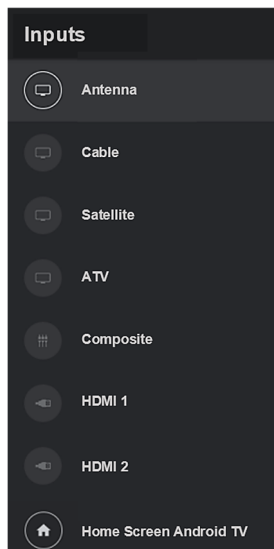 Inputs
Antenna
Cable
Satellite
ATV
Composite
HDMI 1
HDMI 2
Home Screen Android TV